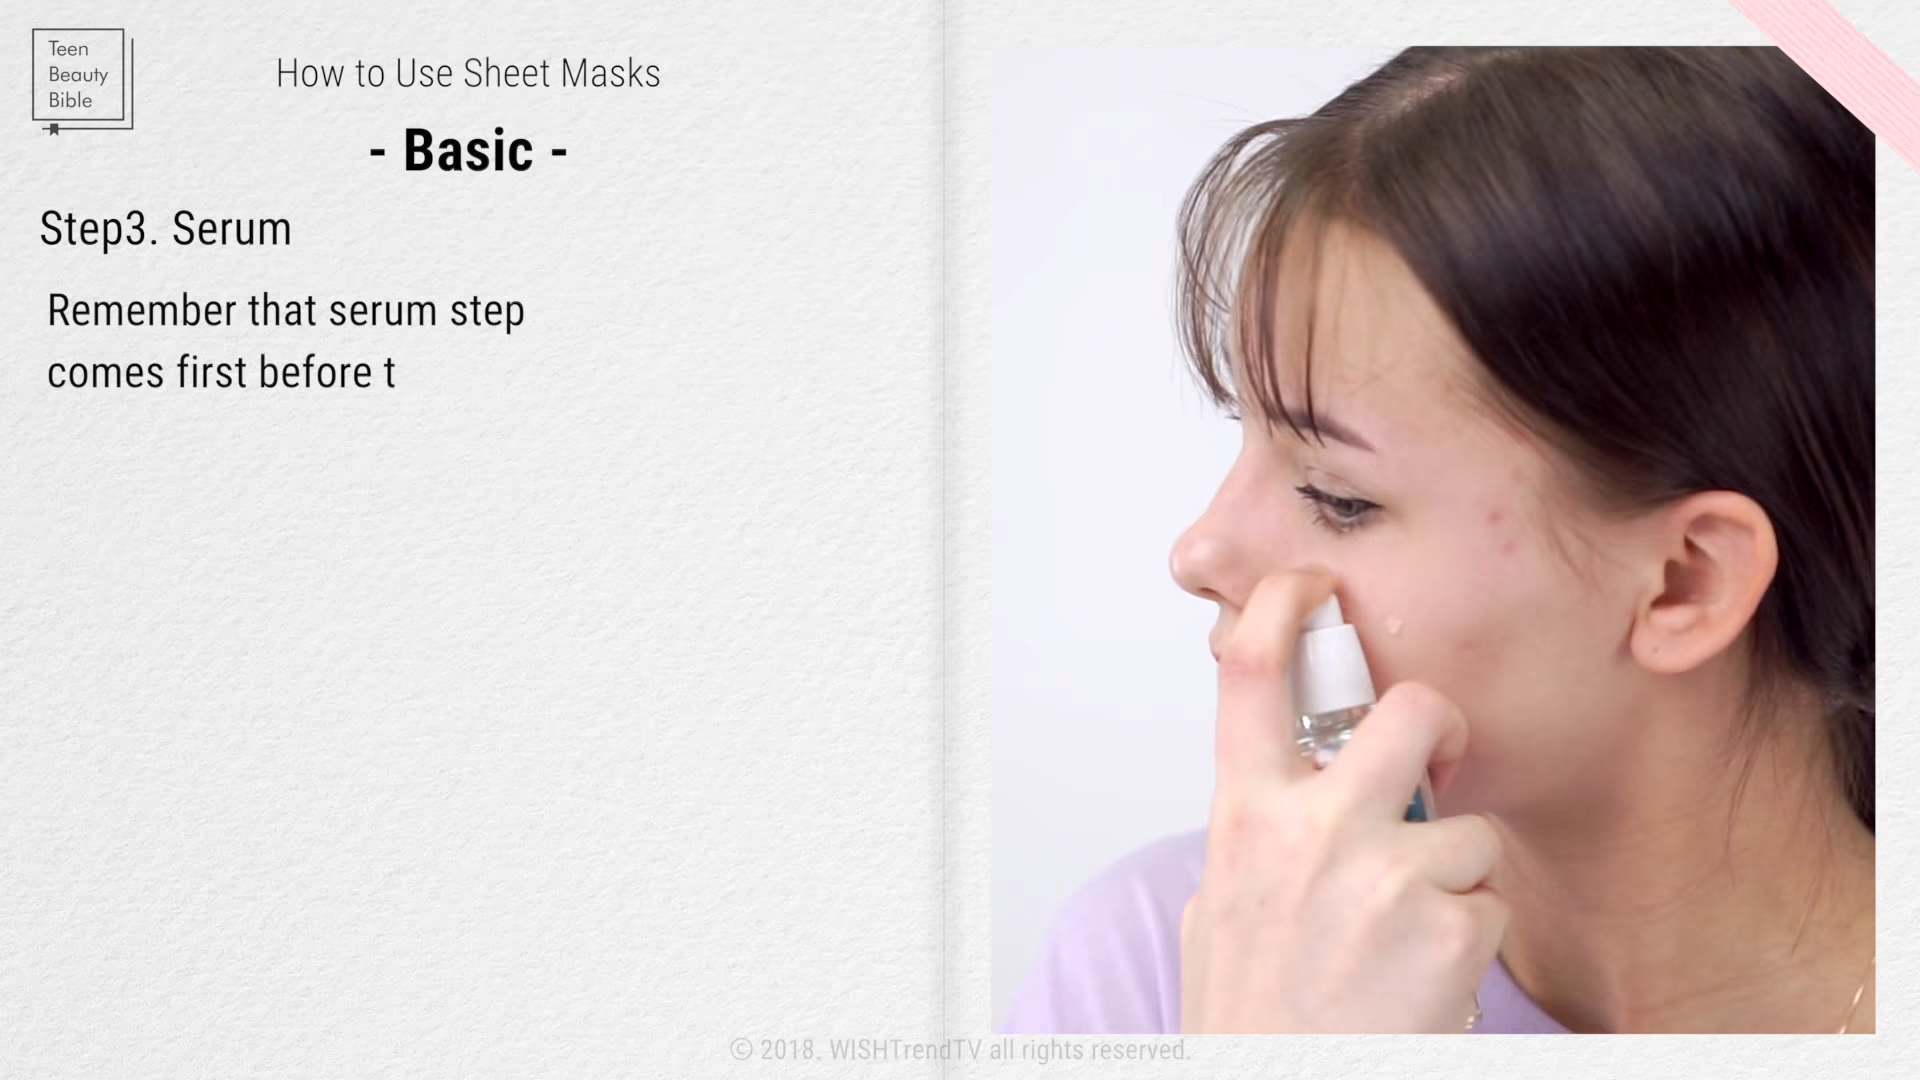 Teen
Beauty
Bible
How to Use Sheet Masks
- Basic -
Step3. Serum
Remember that serum step
comes first before t
© 2018. WISHTrendTV all rights reserved.